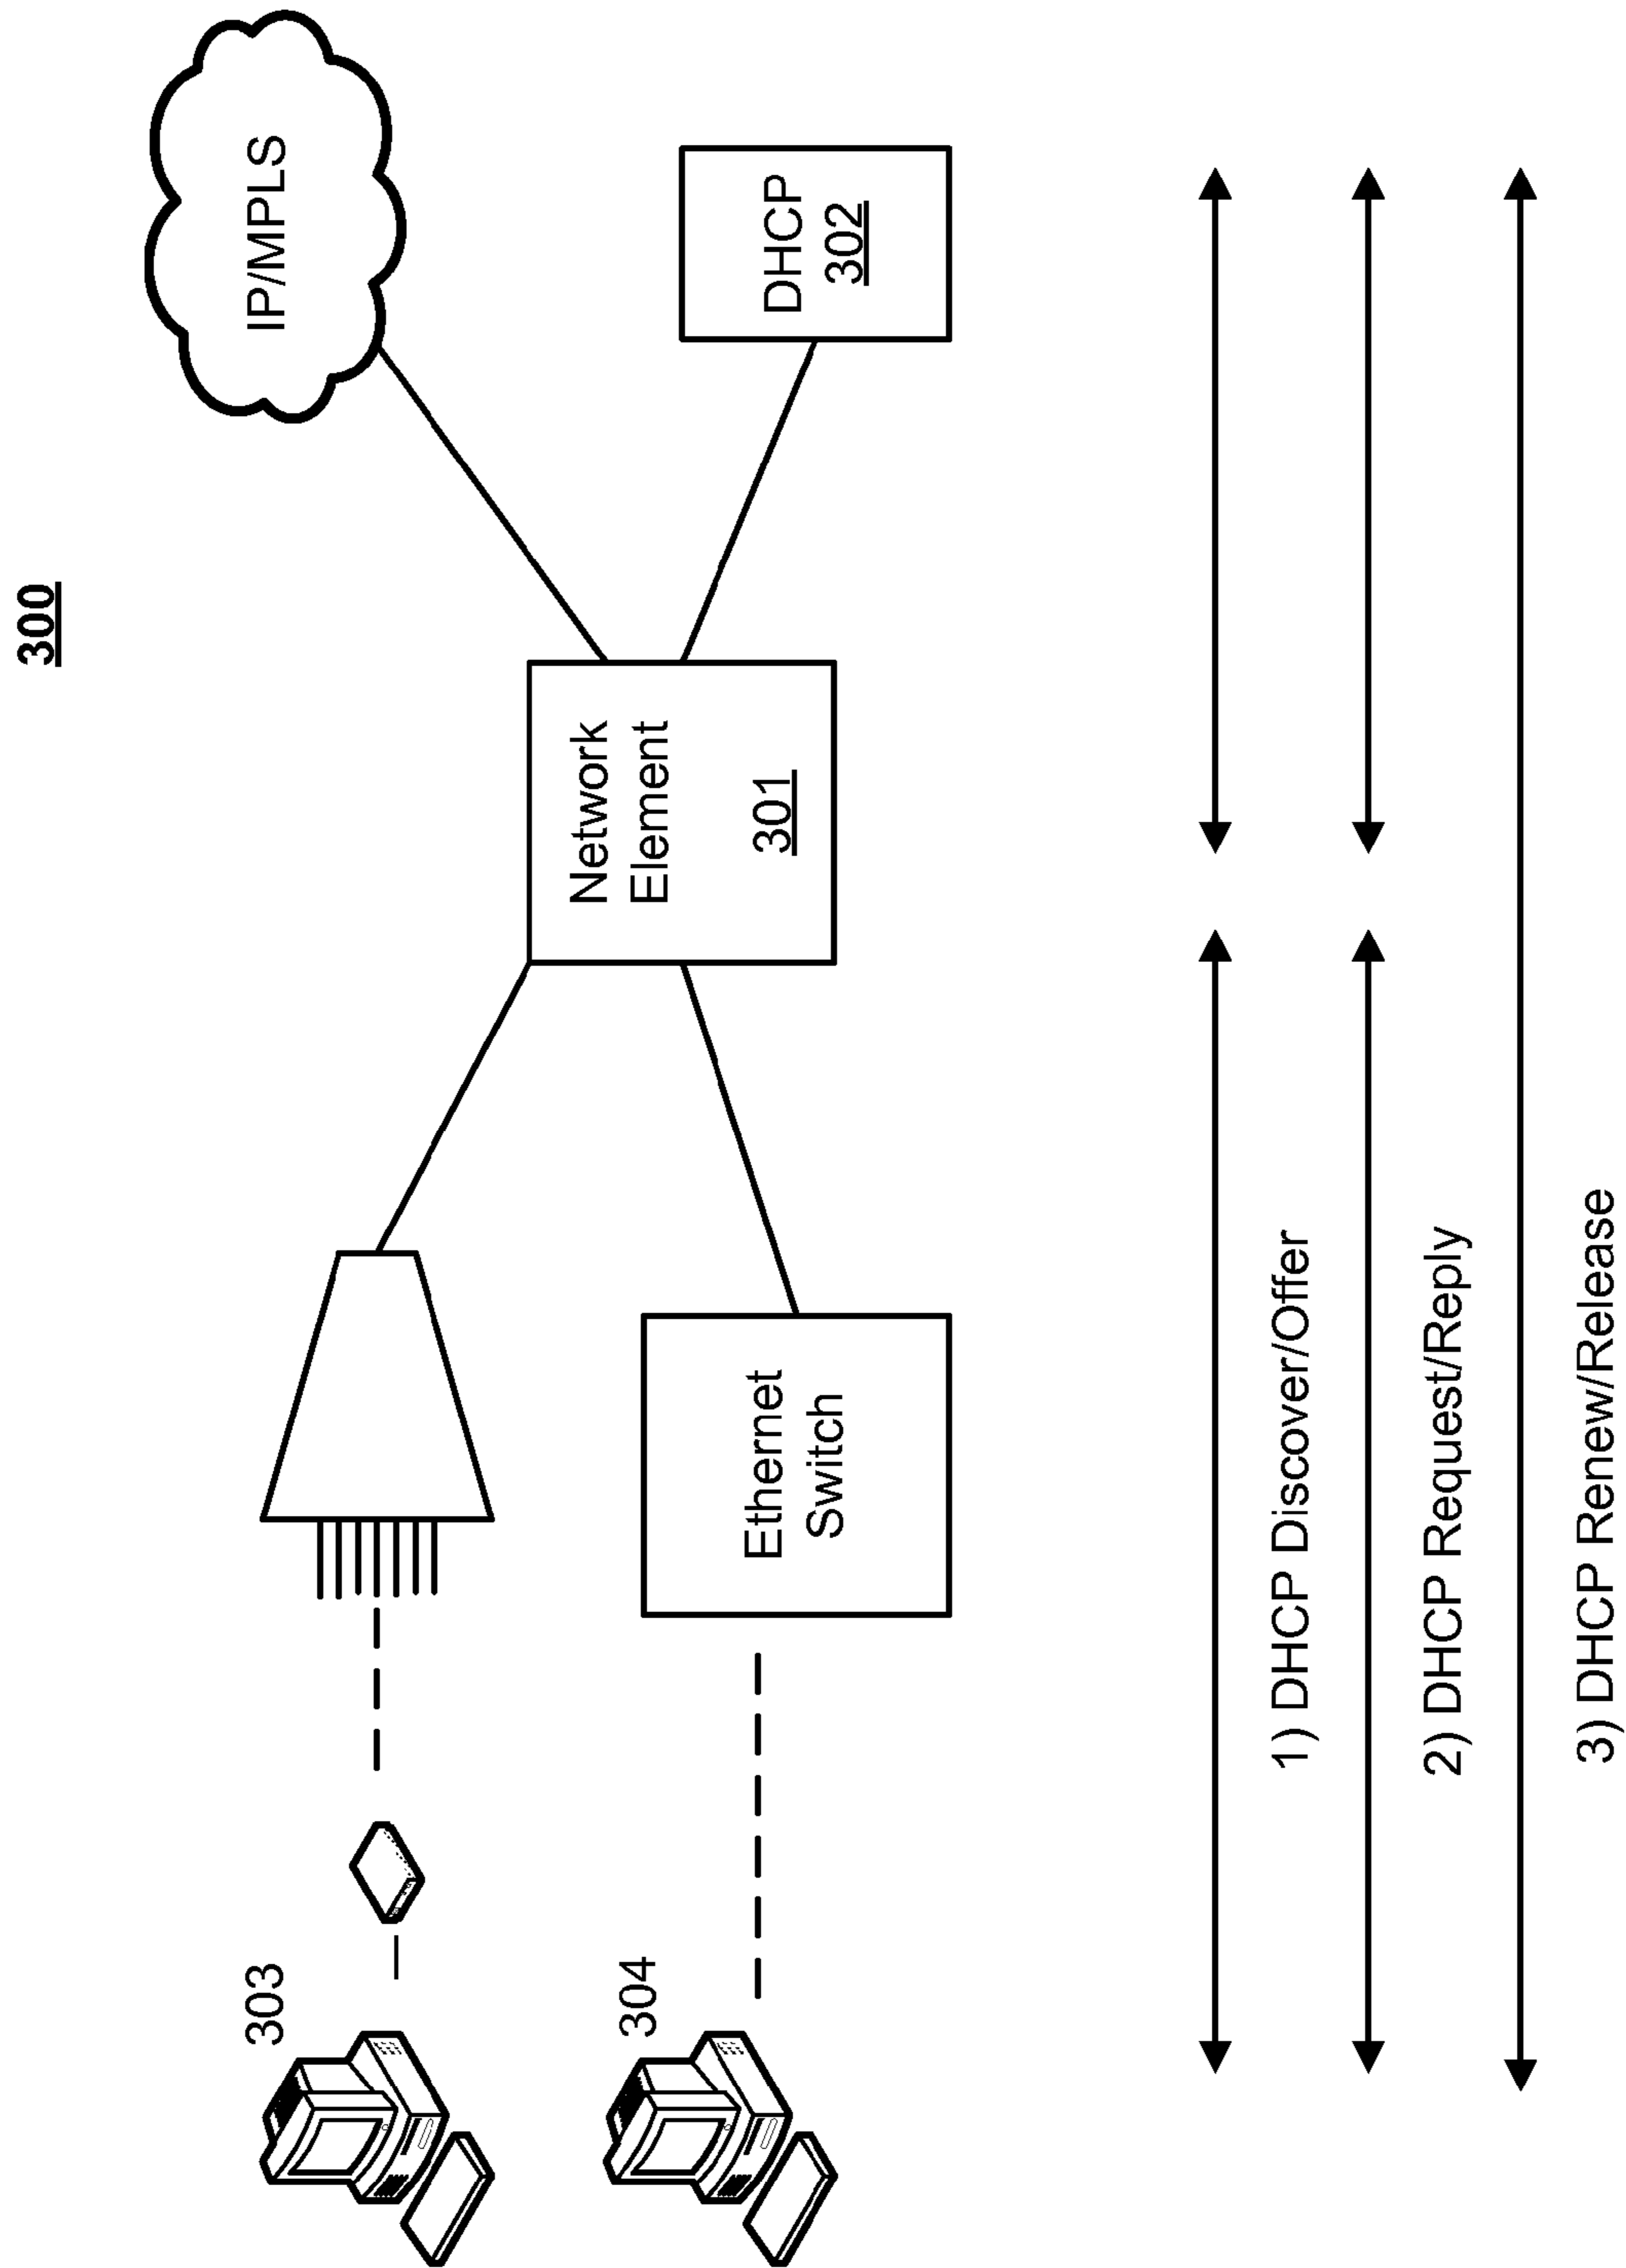 300
IP/MPLS
303
Network
Element
301
Ethernet
Switch
DHCP
302
304
1) DHCP Discover/Offer
2) DHCP Request/Reply
3) DHCP Renew/Release